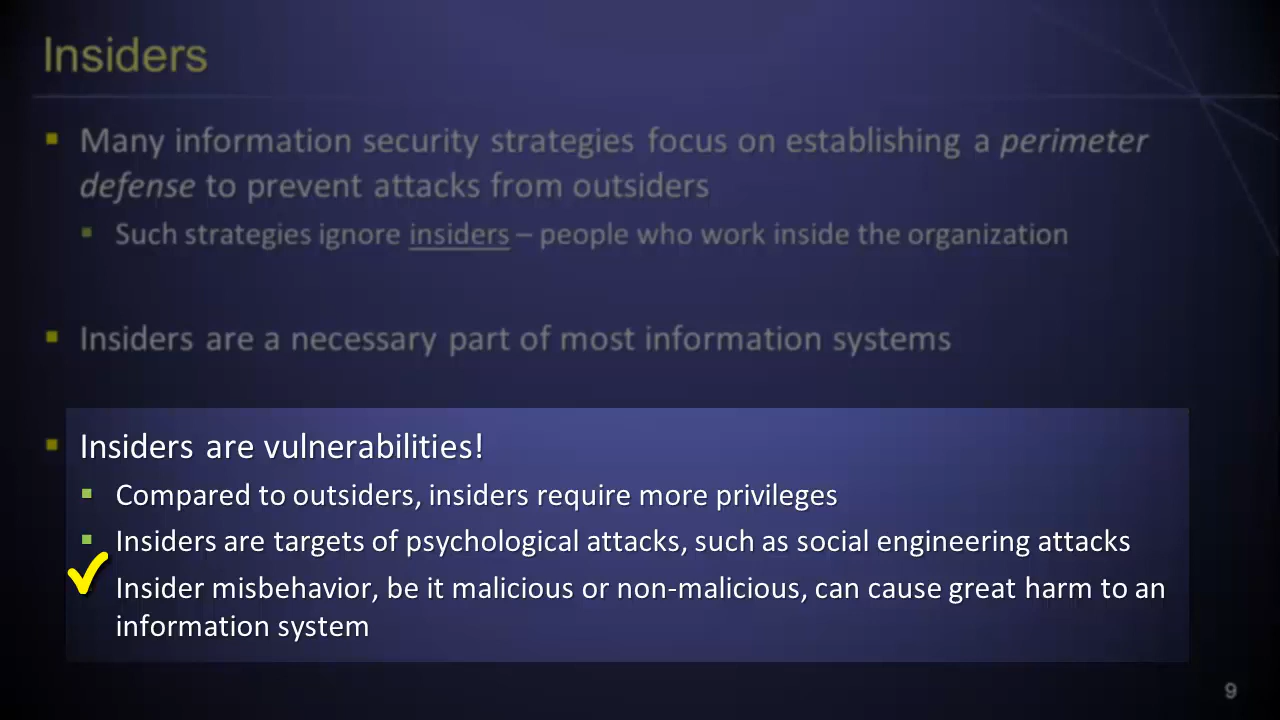 Insiders
Many information security strategies focus on establishing a perimeter
defense to prevent attacks from outsiders
Such strategies ignore insiders – people who work inside the organization
Insiders are a necessary part of most information systems
Insiders are vulnerabilities!
Compared to outsiders, insiders require more privileges
Insiders are targets of psychological attacks, such as social engineering attacks
Insider misbehavior, be it malicious or non-malicious, can cause great harm to an
information system
9